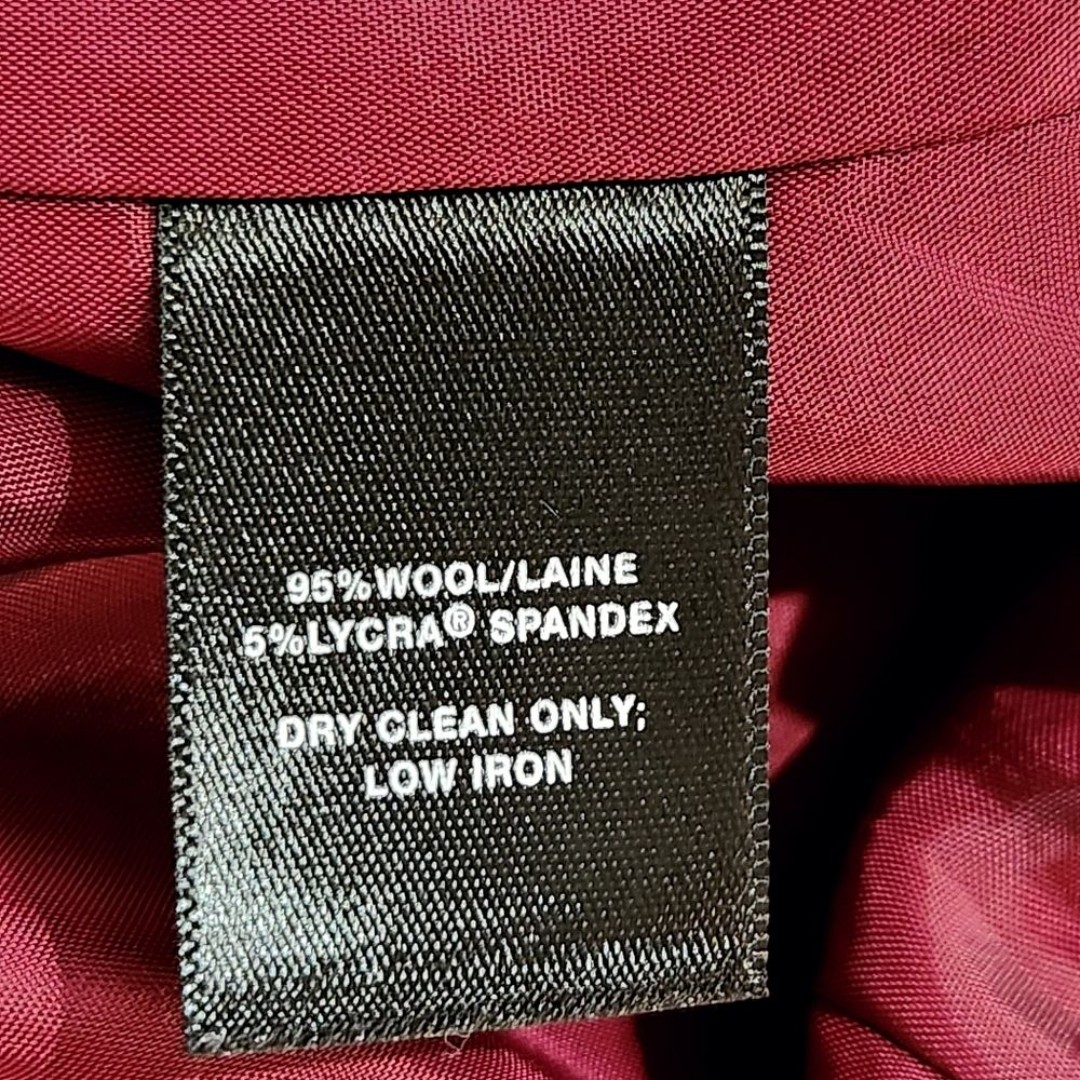 95%WOOL/LAINE
5%LYCRA® SPANDEX
DRY CLEAN ONLY;
LOW IRON